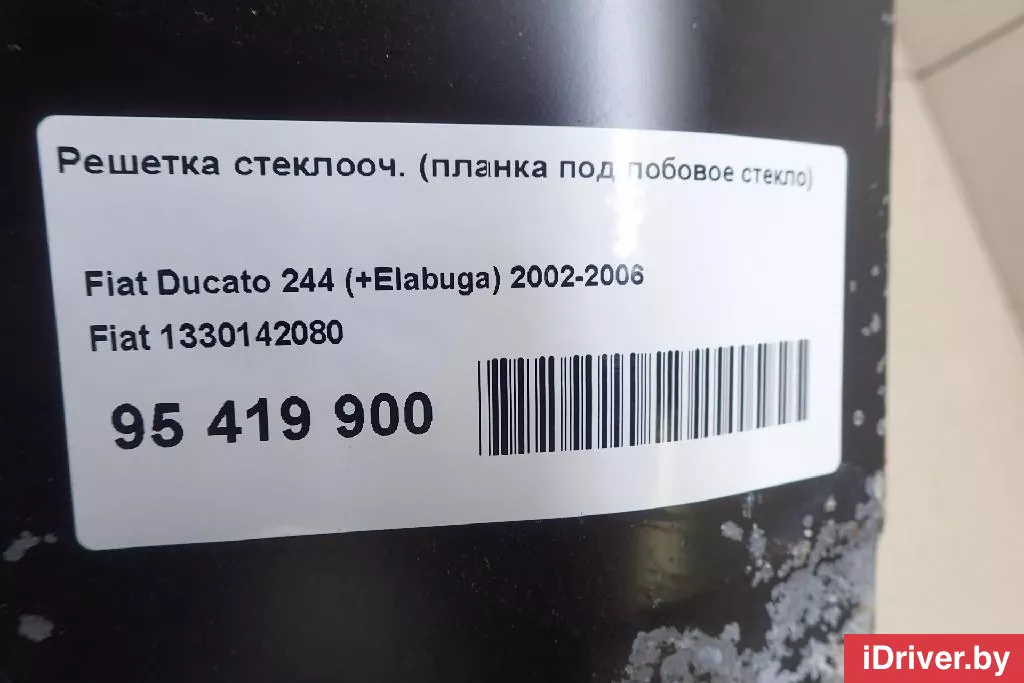 Решетка стеклооч. (планка под лобовое стекло)
Fiat Ducato 244 (+Elabuga) 2002-2006
Fiat 1330142080
95 419 900
iDriver.by